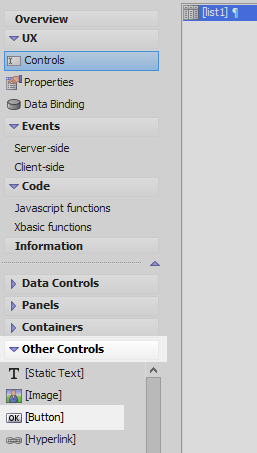 Overview
UX
Controls
Properties
Data Binding
Events
Server-side
Client-side
Code
Javascript functions
Xbasic functions
Information
Data Controls
Panels
Containers
Other Controls
T [Static Text]
[Image]
OK [Button]
[Hyperlink]
[list1] ¶